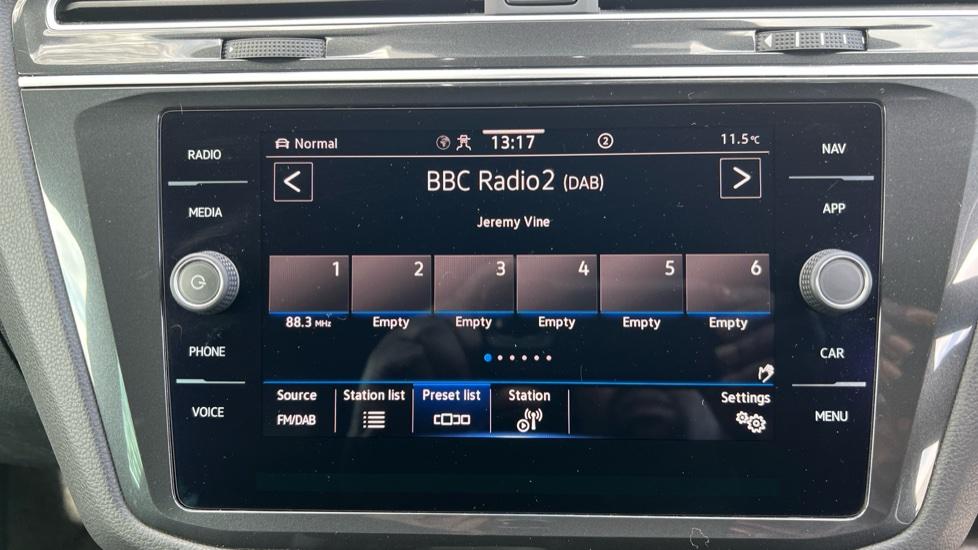 RADIO
MEDIA
PHONE
VOICE
Normal
13:17
2
11.5°C
<
BBC Radio2 (DAB)
>
Jeremy Vine
1 2 3 4 5 6
88.3 MHz Empty Empty Empty Empty Empty
Source Station list Preset list Station Settings
FM/DAB
NAV
APP
CAR
MENU